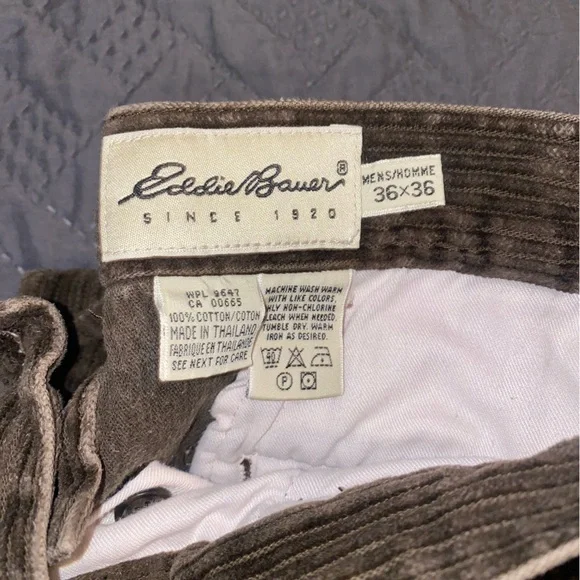 Eddie Bauer®
SINCE 1920
MENS/HOMME
36×36
WPL 9647
CA 00665
100% COTTON/COTON
MADE IN THAILAND
FABRIQUE EN THAILANDE
SEE NEXT FOR CARE
MACHINE WASH WARM
WITH LIKE COLORS,
ONLY NON-CHLORINE
BLEACH WHEN NEEDED.
TUMBLE DRY. WARM
IRON AS DESIRED.
P